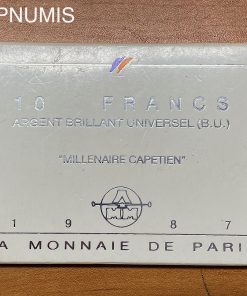 PNUMIS
10 FRANCS
ARGENT BRILLANT UNIVERSEL (B.U.)
"MILLENAIRE CAPETIEN"
1 9 8 7
A MONNAIE DE PARI